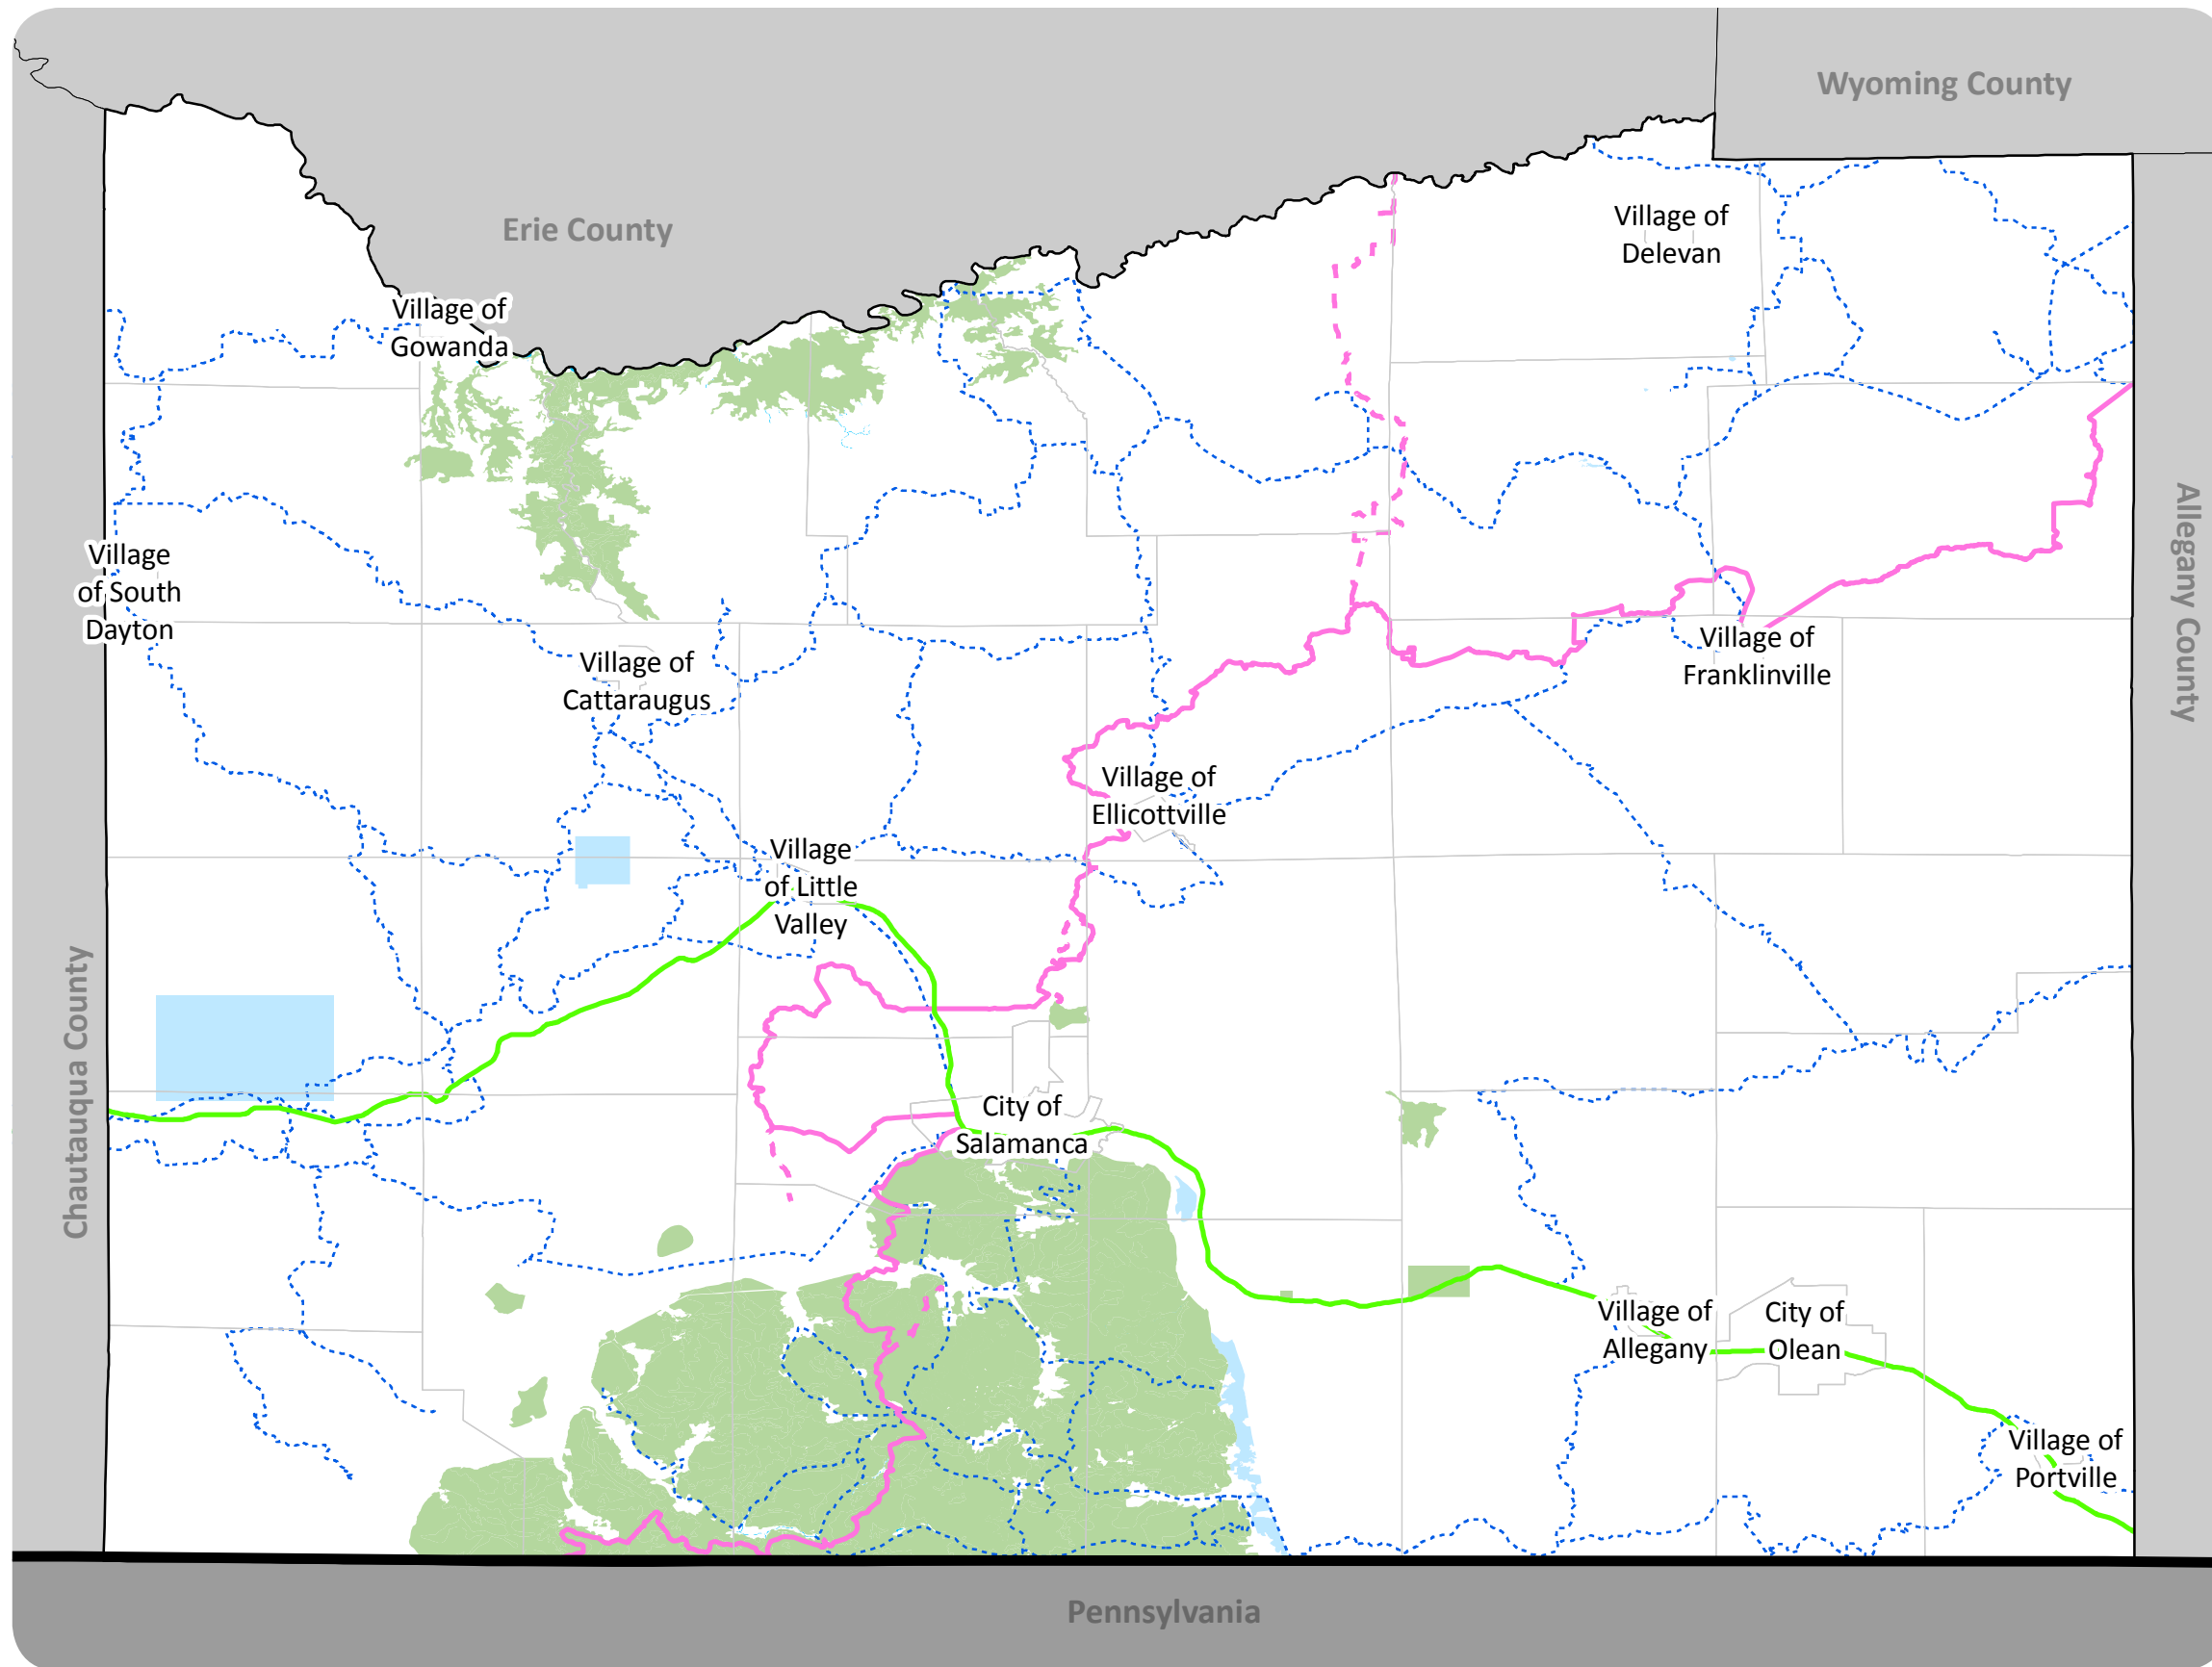 Wyoming County
Erie County
Village of
Delevan
Village of
Gowanda
Village
of South
Dayton
Allegany County
Village of
Cattaraugus
Village of
Franklinville
Village of
Ellicottville
Village
of Little
Valley
Chautauqua County
City of
Salamanca
Village of
Allegany
City of
Olean
Village of
Portville
Pennsylvania